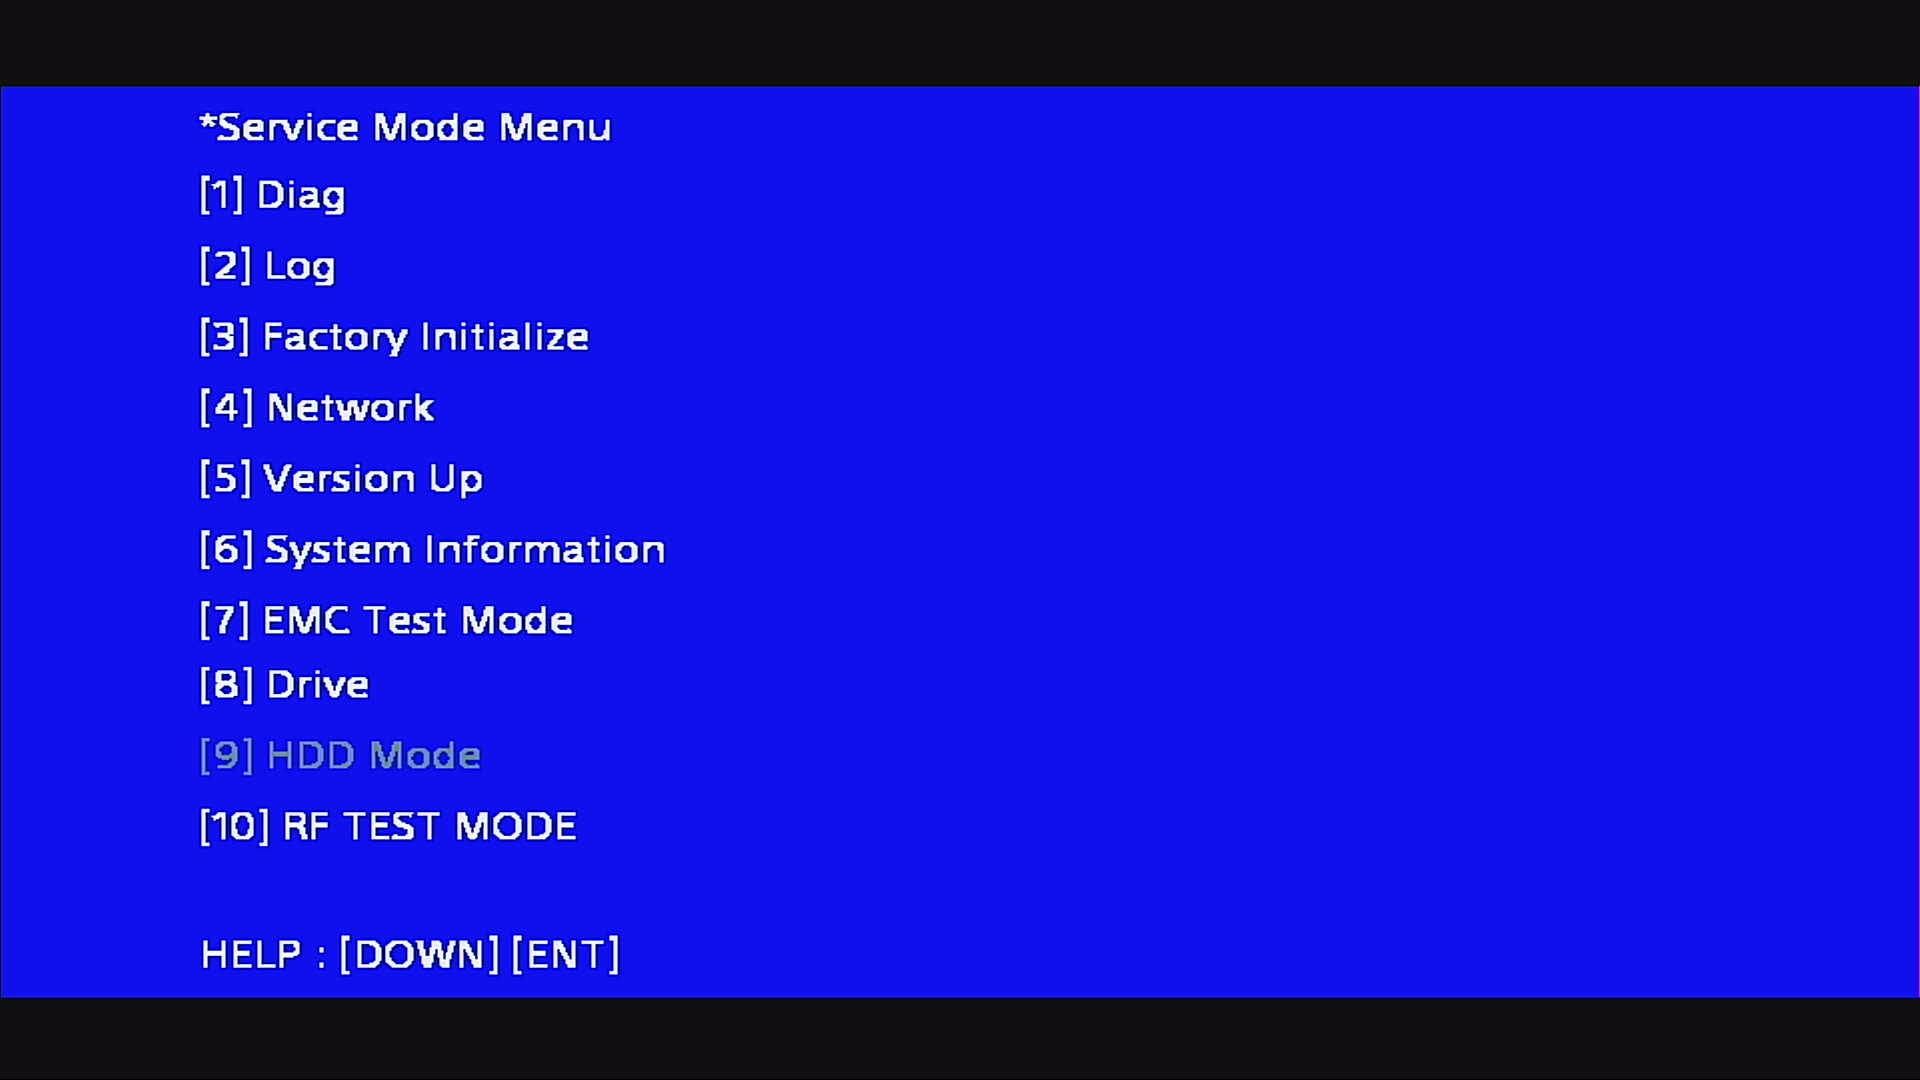 *Service Mode Menu
[1] Diag
[2] Log
[3] Factory Initialize
[4] Network
[5] Version Up
[6] System Information
[7] EMC Test Mode
[8] Drive
[9] HDD Mode
[10] RF TEST MODE
HELP : [DOWN] [ENT]